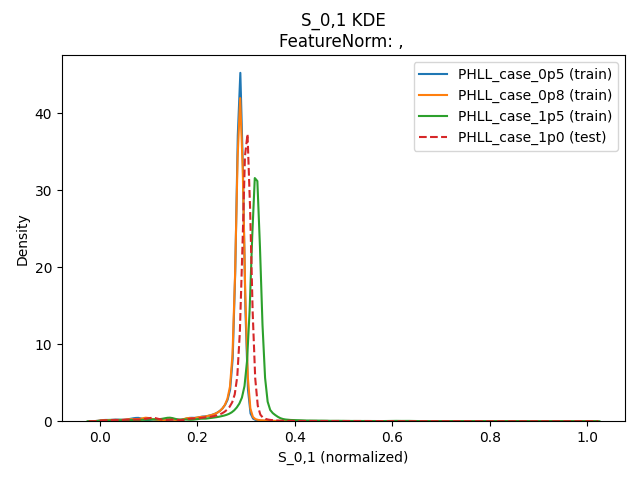 S_0,1 KDE
FeatureNorm: ,
PHLL_case_0p5 (train)
PHLL_case_0p8 (train)
PHLL_case_1p5 (train)
PHLL_case_1p0 (test)
Density
40
30
20
10
0
0.0 0.2 0.4 0.6 0.8 1.0
S_0,1 (normalized)